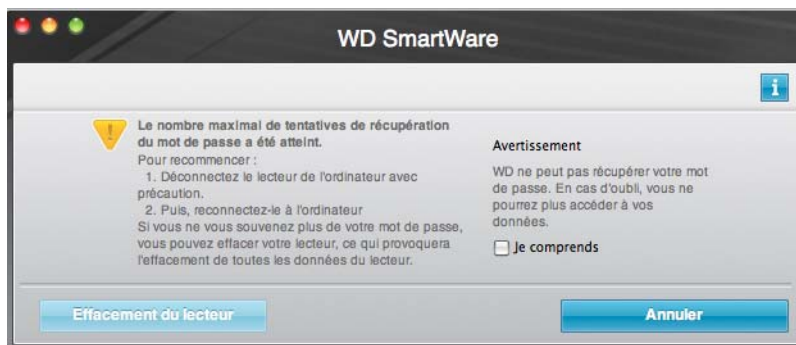 WD SmartWare
i
Le nombre maximal de tentatives de récupération
du mot de passe a été atteint.
Pour recommencer :
1. Déconnectez le lecteur de l'ordinateur avec
précaution.
2. Puis, reconnectez-le à l'ordinateur
Si vous ne vous souvenez plus de votre mot de passe,
vous pouvez effacer votre lecteur, ce qui provoquera
l'effacement de toutes les données du lecteur.
Avertissement
WD ne peut pas récupérer votre mot
de passe. En cas d'oubli, vous ne
pourrez plus accéder à vos
données.
Je comprends
Effacement du lecteur
Annuler